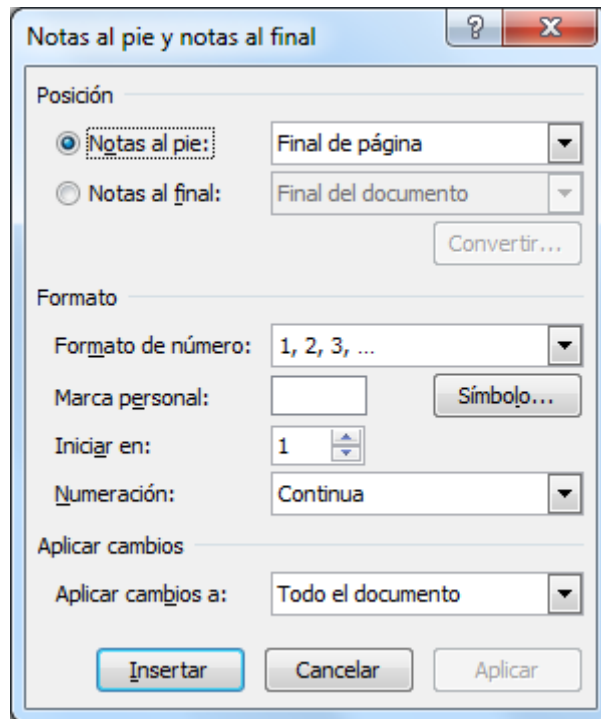 Notas al pie y notas al final
Posición
Notas al pie: Final de página
Notas al final: Final del documento
Convertir...
Formato
Formato de número: 1, 2, 3, ...
Marca personal: Símbolo...
Iniciar en: 1
Numeración: Continua
Aplicar cambios
Aplicar cambios a: Todo el documento
Insertar Cancelar Aplicar